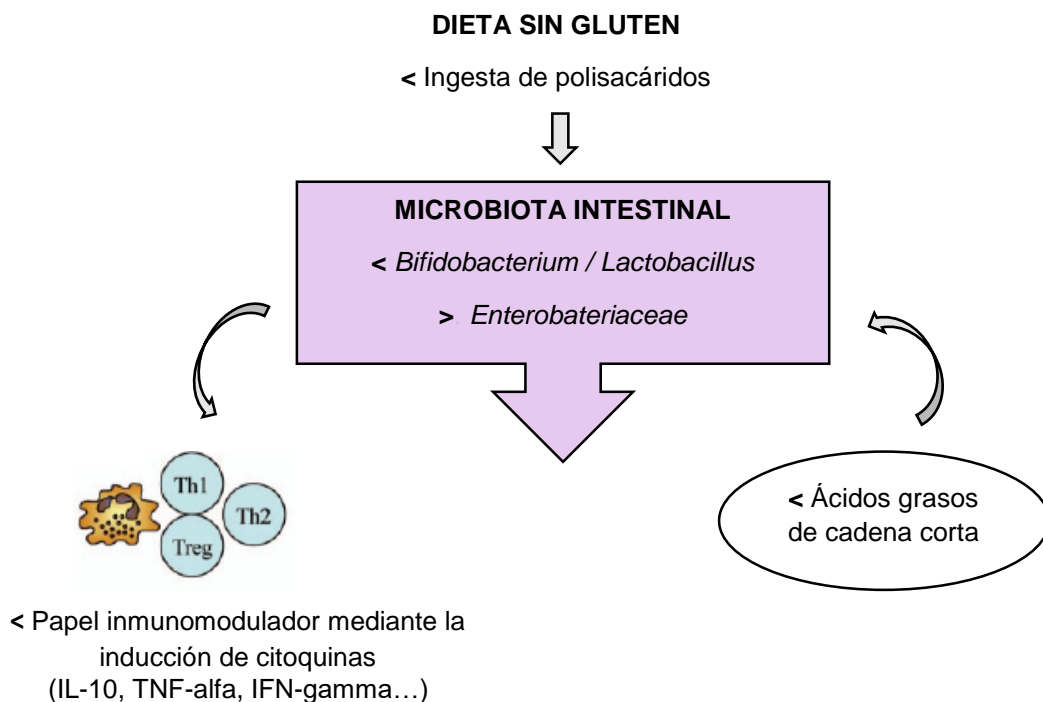 DIETA SIN GLUTEN
< Ingesta de polisacáridos
MICROBIOTA INTESTINAL
< Bifidobacterium / Lactobacillus
>. Enterobateriaceae
Th1
Th2
Treg
< Ácidos grasos
de cadena corta
< Papel inmunomodulador mediante la
inducción de citoquinas
(IL-10, TNF-alfa, IFN-gamma…)